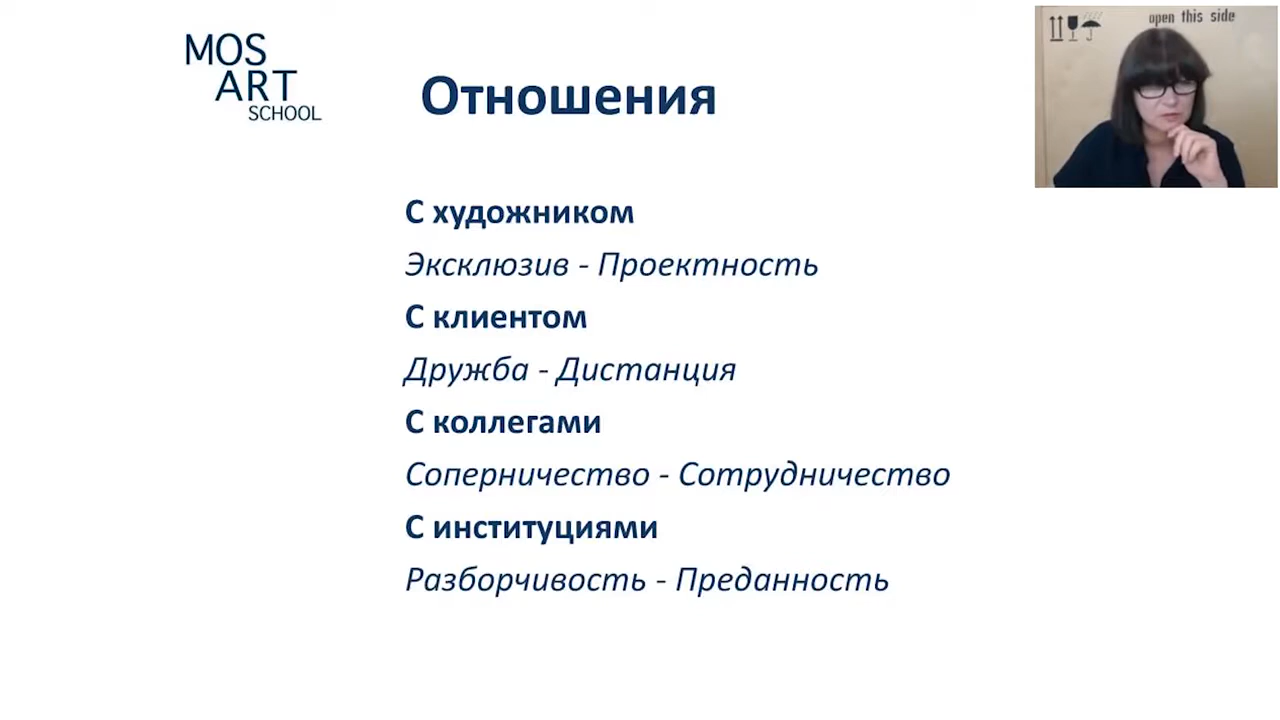 MOS
ART
SCHOOL
Отношения
open this side
С художником
Эксклюзив - Проектность
С клиентом
Дружба - Дистанция
С коллегами
Соперничество - Сотрудничество
С институциями
Разборчивость - Преданность